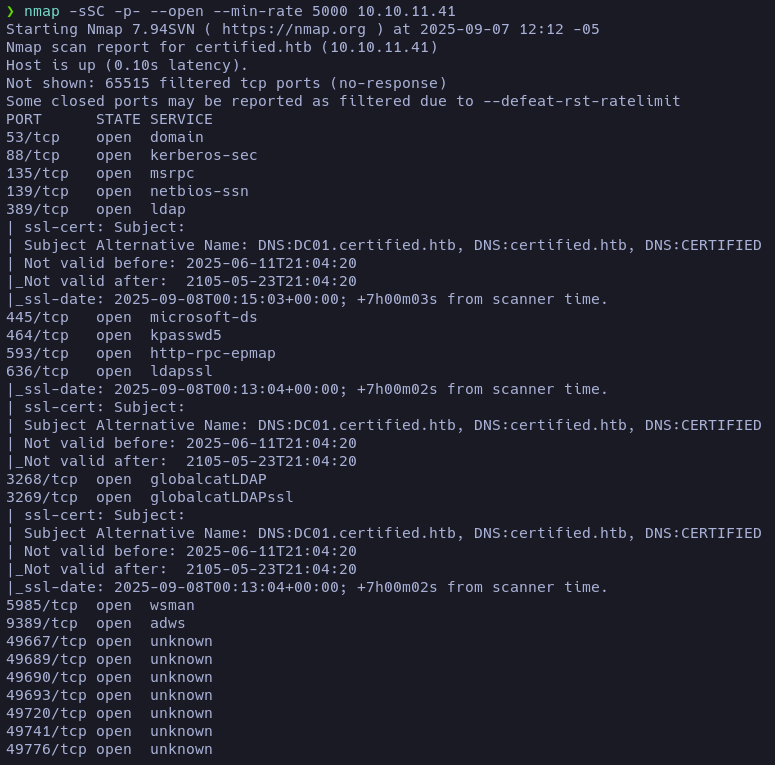 ❯ nmap -sSC -p- --open --min-rate 5000 10.10.11.41
Starting Nmap 7.94SVN ( https://nmap.org ) at 2025-09-07 12:12 -05
Nmap scan report for certified.htb (10.10.11.41)
Host is up (0.10s latency).
Not shown: 65515 filtered tcp ports (no-response)
Some closed ports may be reported as filtered due to --defeat-rst-ratelimit
PORT      STATE SERVICE
53/tcp    open  domain
88/tcp    open  kerberos-sec
135/tcp   open  msrpc
139/tcp   open  netbios-ssn
389/tcp   open  ldap
| ssl-cert: Subject:
| Subject Alternative Name: DNS:DC01.certified.htb, DNS:certified.htb, DNS:CERTIFIED
| Not valid before: 2025-06-11T21:04:20
|_Not valid after:  2105-05-23T21:04:20
|_ssl-date: 2025-09-08T00:15:03+00:00; +7h00m03s from scanner time.
445/tcp   open  microsoft-ds
464/tcp   open  kpasswd5
593/tcp   open  http-rpc-epmap
636/tcp   open  ldapssl
|_ssl-date: 2025-09-08T00:13:04+00:00; +7h00m02s from scanner time.
| ssl-cert: Subject:
| Subject Alternative Name: DNS:DC01.certified.htb, DNS:certified.htb, DNS:CERTIFIED
| Not valid before: 2025-06-11T21:04:20
|_Not valid after:  2105-05-23T21:04:20
3268/tcp  open  globalcatLDAP
3269/tcp  open  globalcatLDAPssl
| ssl-cert: Subject:
| Subject Alternative Name: DNS:DC01.certified.htb, DNS:certified.htb, DNS:CERTIFIED
| Not valid before: 2025-06-11T21:04:20
|_Not valid after:  2105-05-23T21:04:20
|_ssl-date: 2025-09-08T00:13:04+00:00; +7h00m02s from scanner time.
5985/tcp  open  wsman
9389/tcp  open  adws
49667/tcp open  unknown
49689/tcp open  unknown
49690/tcp open  unknown
49693/tcp open  unknown
49720/tcp open  unknown
49741/tcp open  unknown
49776/tcp open  unknown